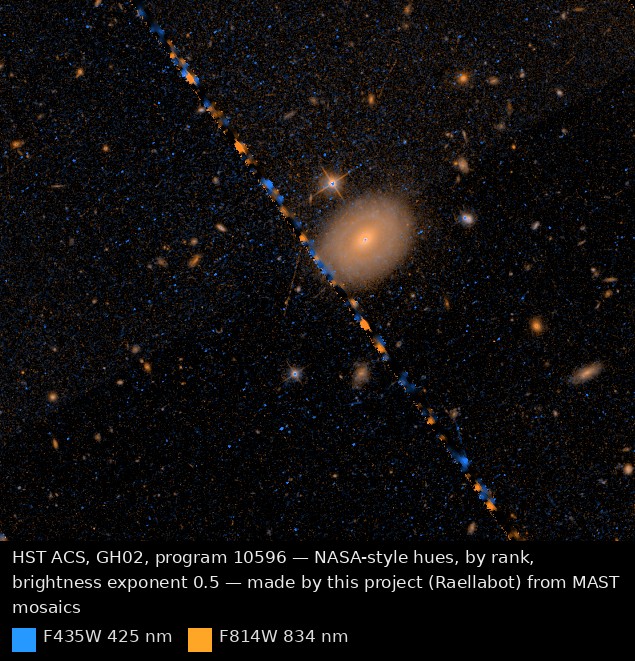 HST ACS, GH02, program 10596 — NASA-style hues, by rank,
brightness exponent 0.5 — made by this project (Raellabot) from MAST
mosaics
F435W 425 nm F814W 834 nm